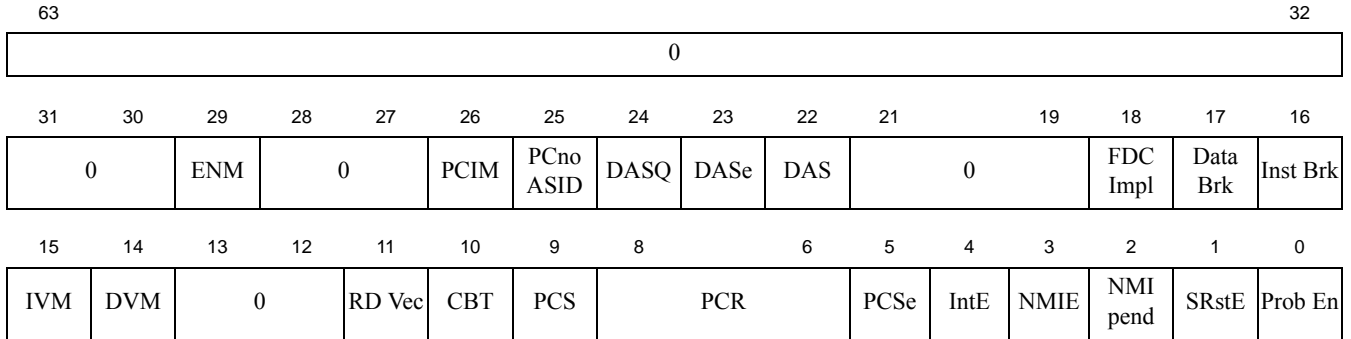 63 32
0
31 30 29 28 27 26 25 24 23 22 21 19 18 17 16
0 ENM 0 PCIM PCno ASID DASQ DASe DAS 0 FDC Impl Data Brk Inst Brk
15 14 13 12 11 10 9 8 6 5 4 3 2 1 0
IVM DVM 0 RD Vec CBT PCS PCR PCSe IntE NMIE NMI pend SRstE Prob En